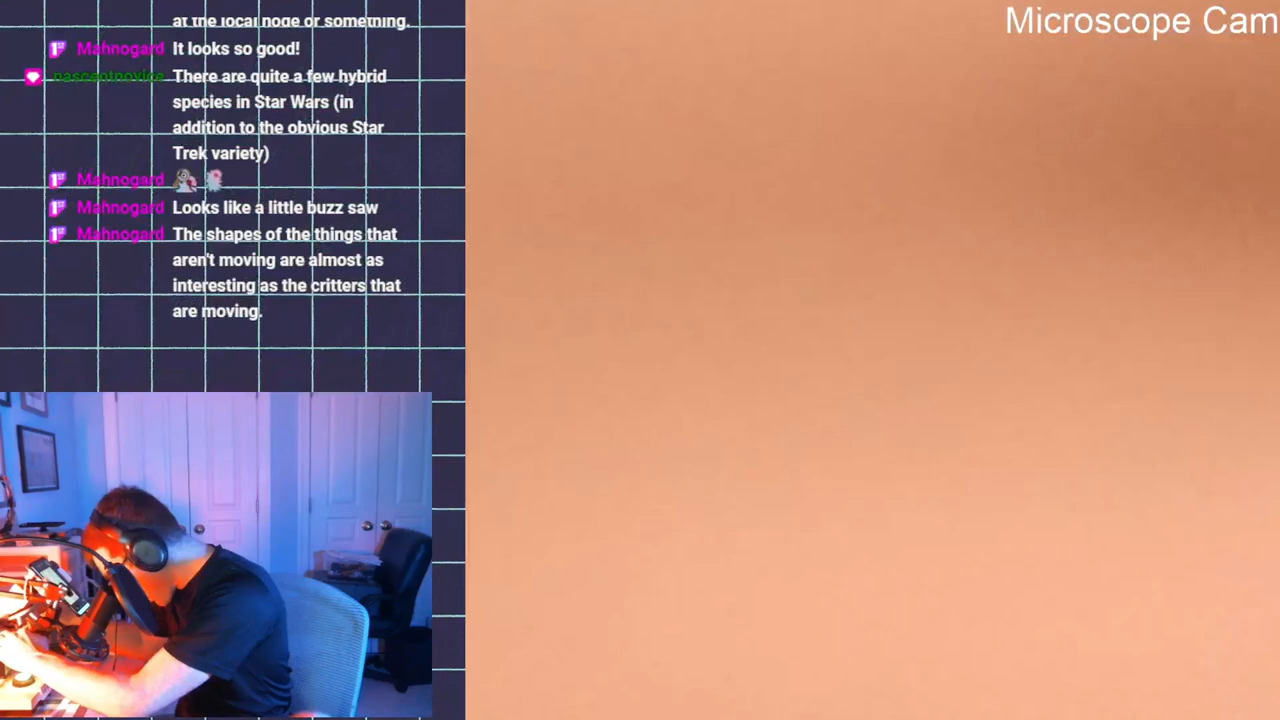 Microscope Cam
at the local node or something.
Mahnogard It looks so good!
nascentnovice There are quite a few hybrid
species in Star Wars (in
addition to the obvious Star
Trek variety)
Mahnogard
Mahnogard Looks like a little buzz saw
Mahnogard The shapes of the things that
aren't moving are almost as
interesting as the critters that
are moving.